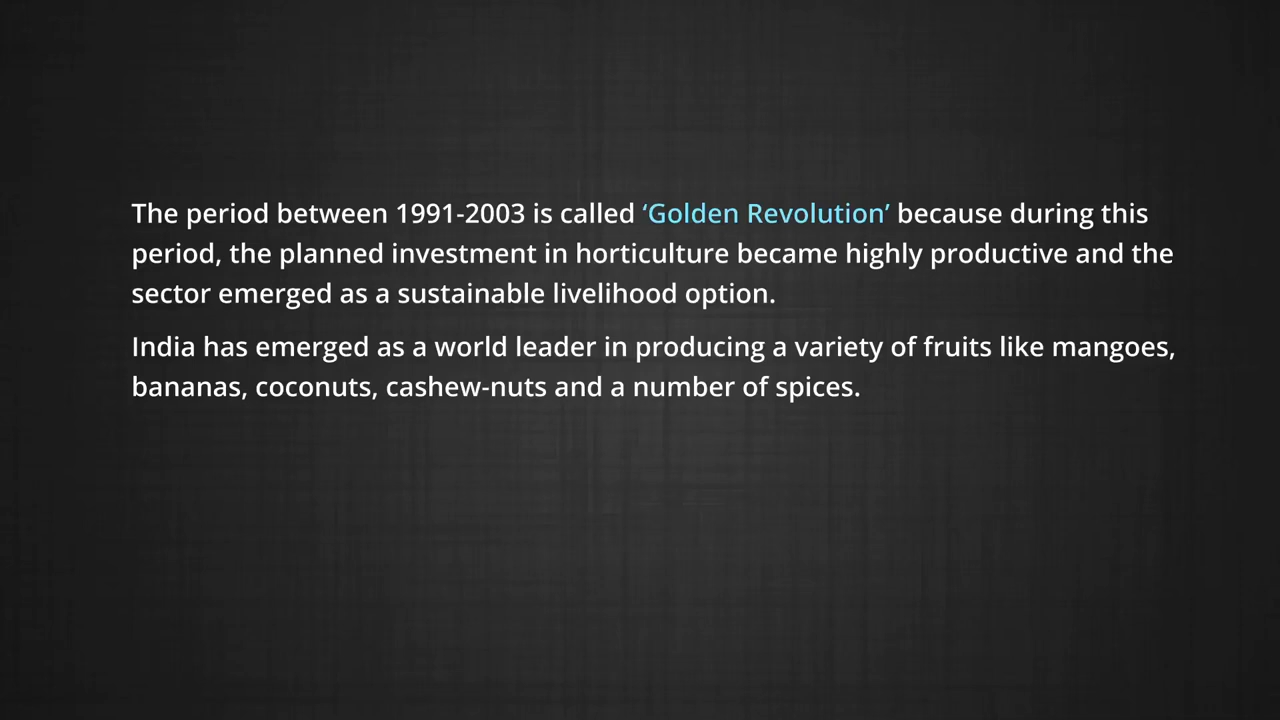 The period between 1991-2003 is called ‘Golden Revolution’ because during this
period, the planned investment in horticulture became highly productive and the
sector emerged as a sustainable livelihood option.
India has emerged as a world leader in producing a variety of fruits like mangoes,
bananas, coconuts, cashew-nuts and a number of spices.